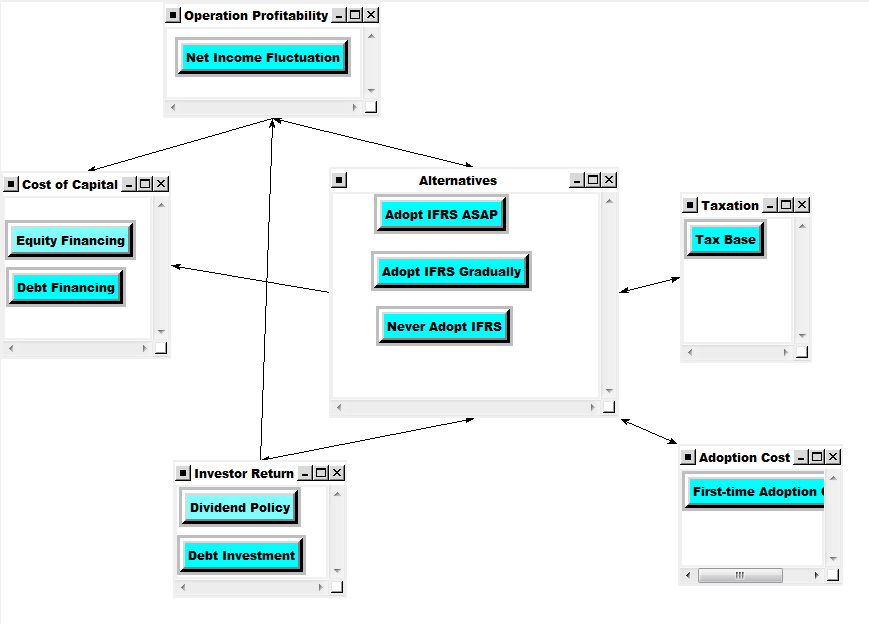 Operation Profitability
Net Income Fluctuation
Cost of Capital
Equity Financing
Debt Financing
Alternatives
Adopt IFRS ASAP
Adopt IFRS Gradually
Never Adopt IFRS
Taxation
Tax Base
Investor Return
Dividend Policy
Debt Investment
Adoption Cost
First-time Adoption